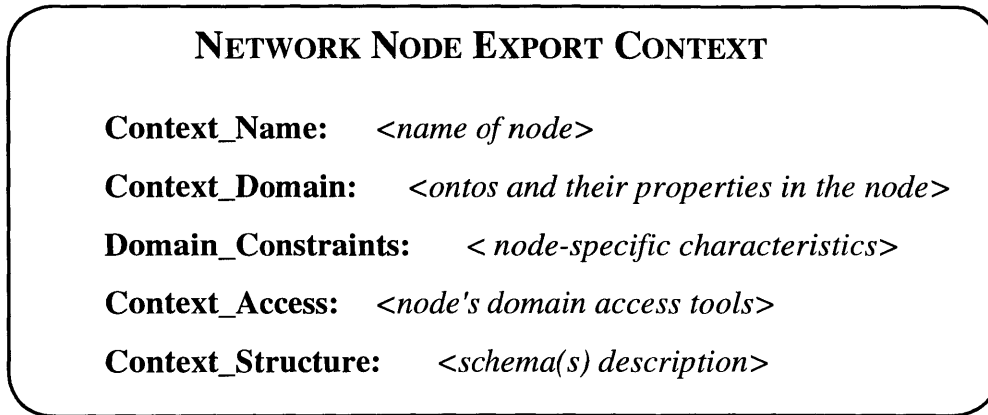 NETWORK NODE EXPORT CONTEXT
Context_Name: <name of node>
Context_Domain: <ontos and their properties in the node>
Domain_Constraints: < node-specific characteristics>
Context_Access: <node's domain access tools>
Context_Structure: <schema(s) description>